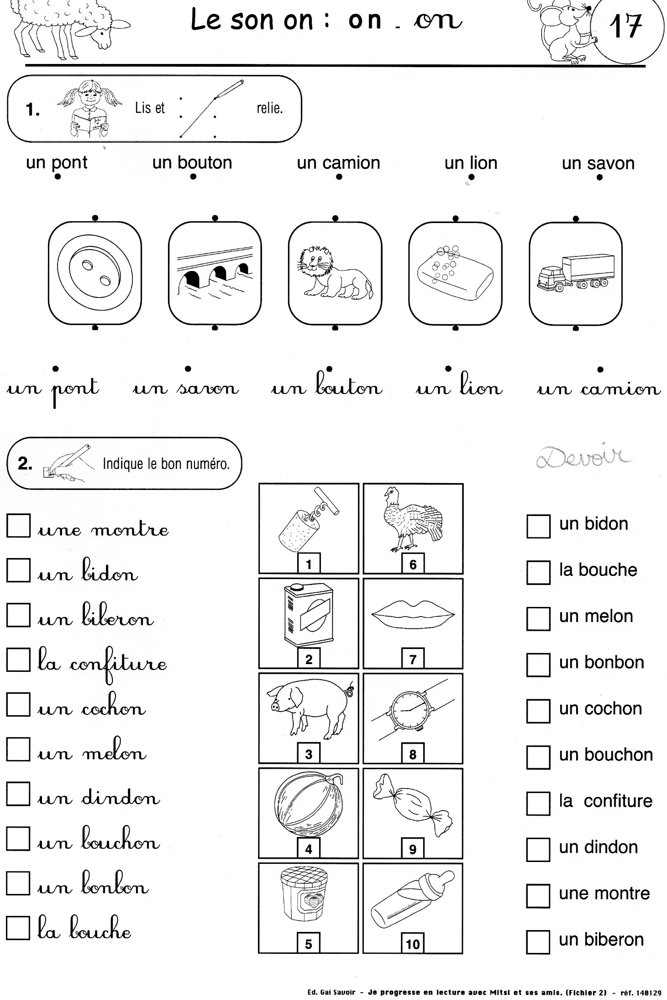 Le son on : on - on
17
1. Lis et relie.
un pont un bouton un camion un lion un savon
un pont un savon un bouton un lion un camion
2. Indique le bon numéro.
Devoir
une montre
un bidon
un biberon
la confiture
un cochon
un melon
un dindon
un bouchon
un bonbon
la bouche
1 6
2 7
3 8
4 9
5 10
un bidon
la bouche
un melon
un bonbon
un cochon
un bouchon
la confiture
un dindon
une montre
un biberon
Ed. Gai Savoir - Je progresse en lecture avec Mitsi et ses amis. (Fichier 2) - réf. 140129